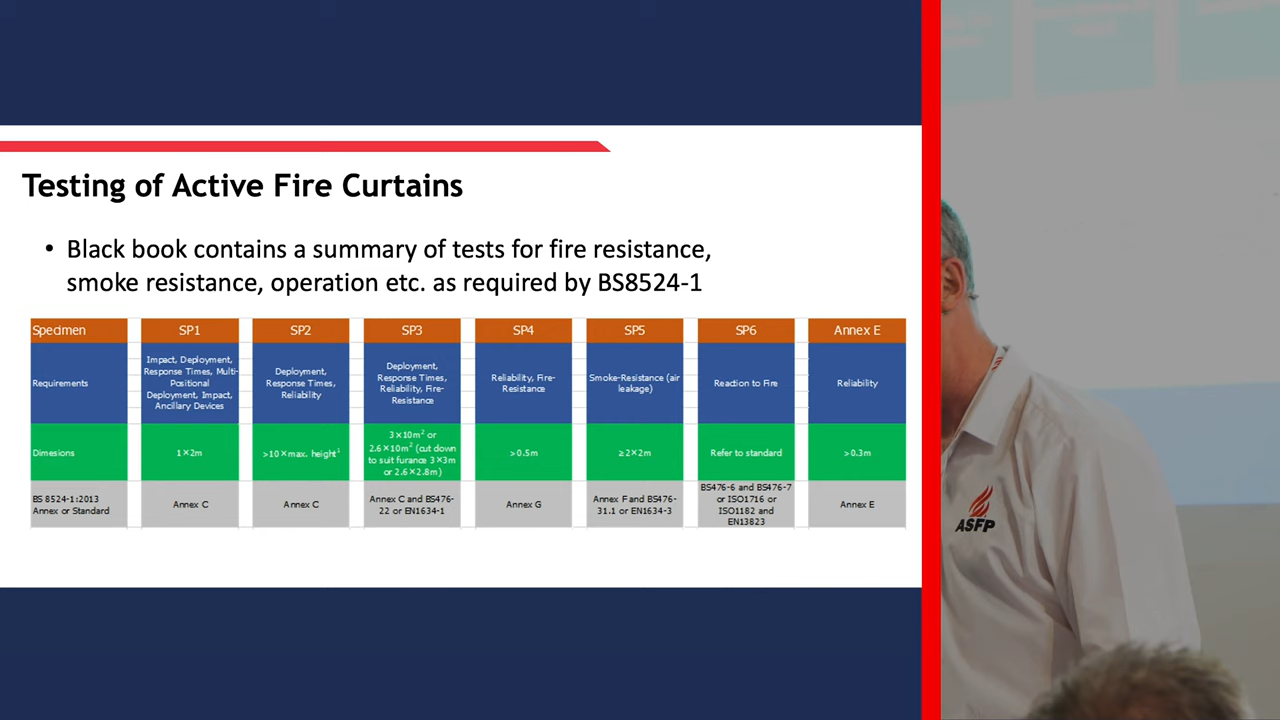 Testing of Active Fire Curtains
• Black book contains a summary of tests for fire resistance,
smoke resistance, operation etc. as required by BS8524-1
Specimen SP1 SP2 SP3 SP4 SP5 SP6 Annex E
Requirements
Impact, Deployment,
Response Times, Multi-
Positional
Deployment, Impact,
Ancillary Devices
Deployment,
Response Times,
Reliability
Deployment,
Response Times,
Reliability, Fire-
Resistance
Reliability, Fire-
Resistance
Smoke-Resistance (air
leakage)
Reaction to Fire
Reliability
Dimesions
1×2m
>10×max. height¹
3×10m² or
2.6×10m² (cut down
to suit furance 3×3m
or 2.6×2.8m)
>0.5m
≥2×2m
Refer to standard
>0.3m
BS 8524-1:2013
Annex or Standard
Annex C
Annex C
Annex C and BS476-
22 or EN1634-1
Annex G
Annex F and BS476-
31.1 or EN1634-3
BS476-6 and BS476-7
or ISO1716 or
ISO1182 and
EN13823
Annex E
ASFP